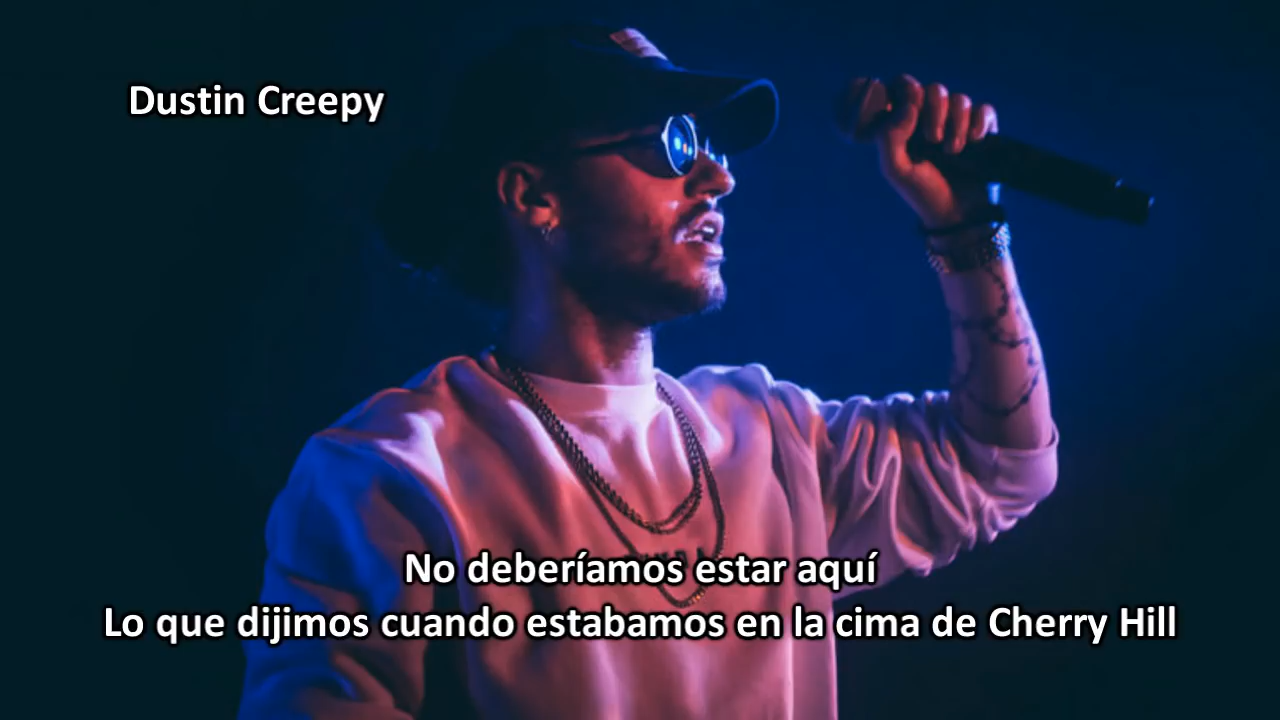 Dustin Creepy
No deberíamos estar aquí
Lo que dijimos cuando estabamos en la cima de Cherry Hill